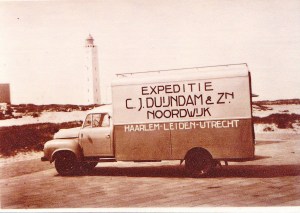 EXPEDITIE
C.J. DUIJNDAM & ZN
NOORDWIJK
HAARLEM-LEIDEN-UTRECHT